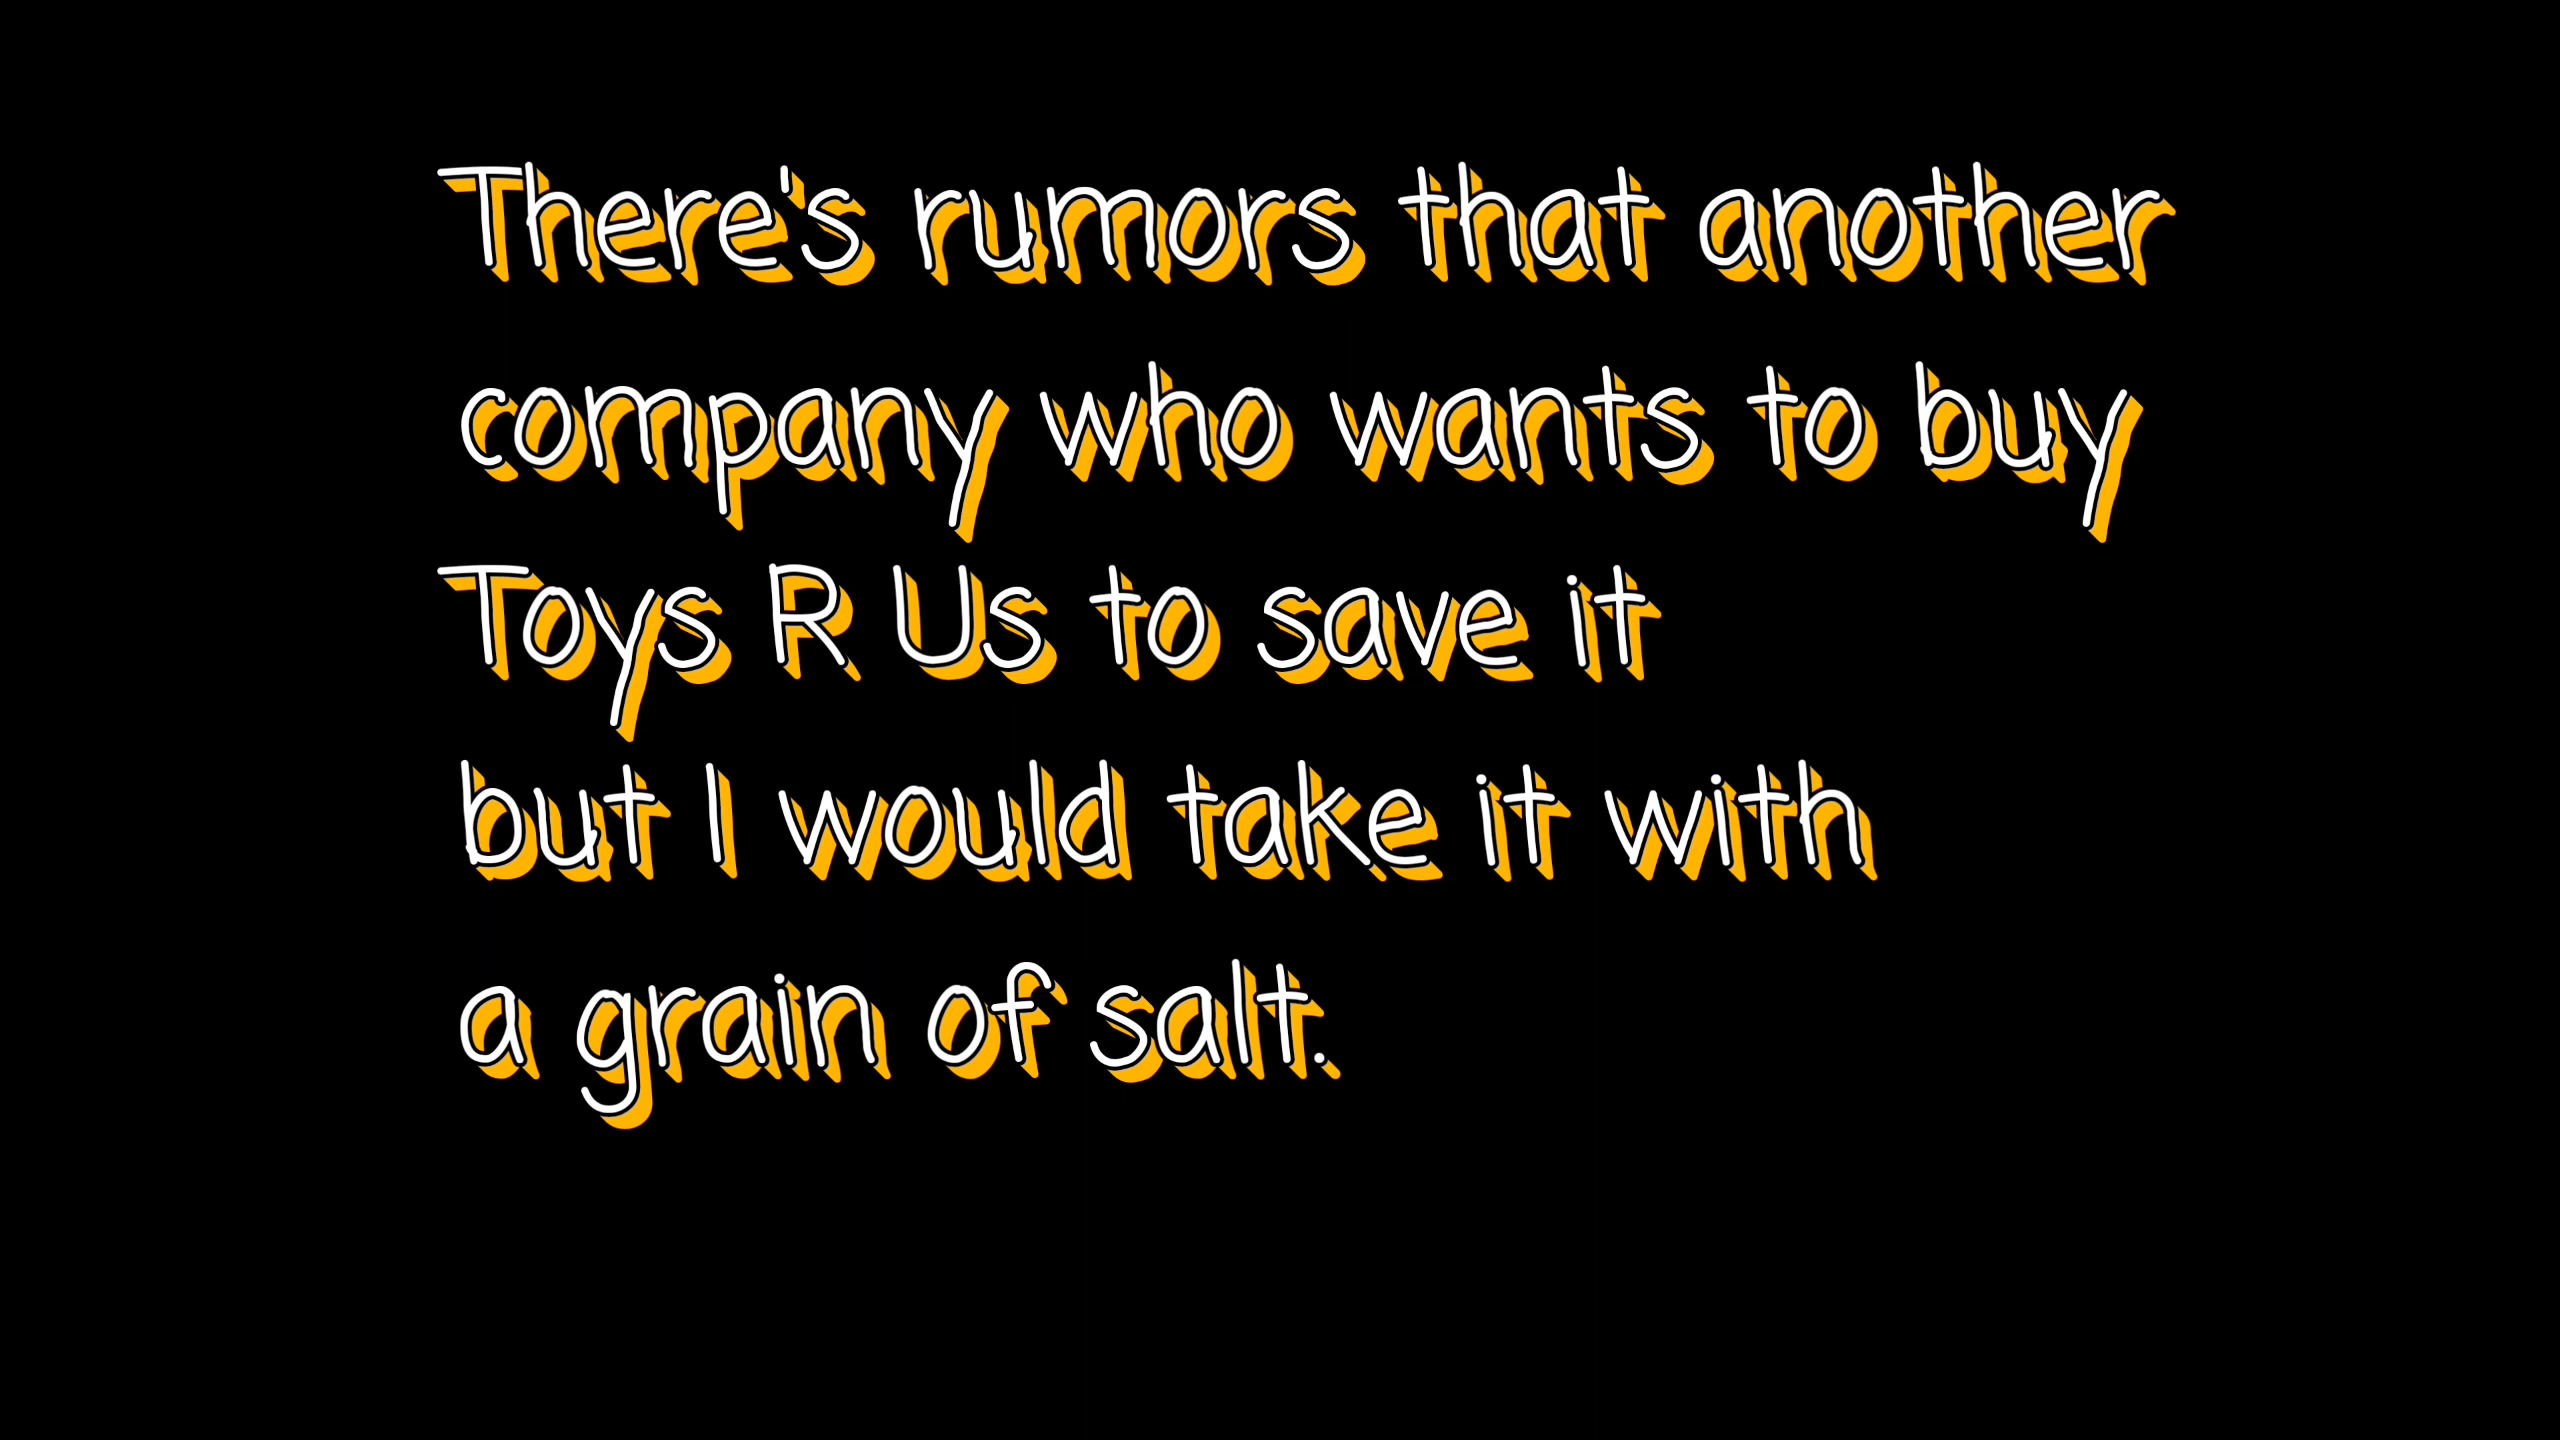 There's rumors that another
company who wants to buy
Toys R Us to save it
but I would take it with
a grain of salt.